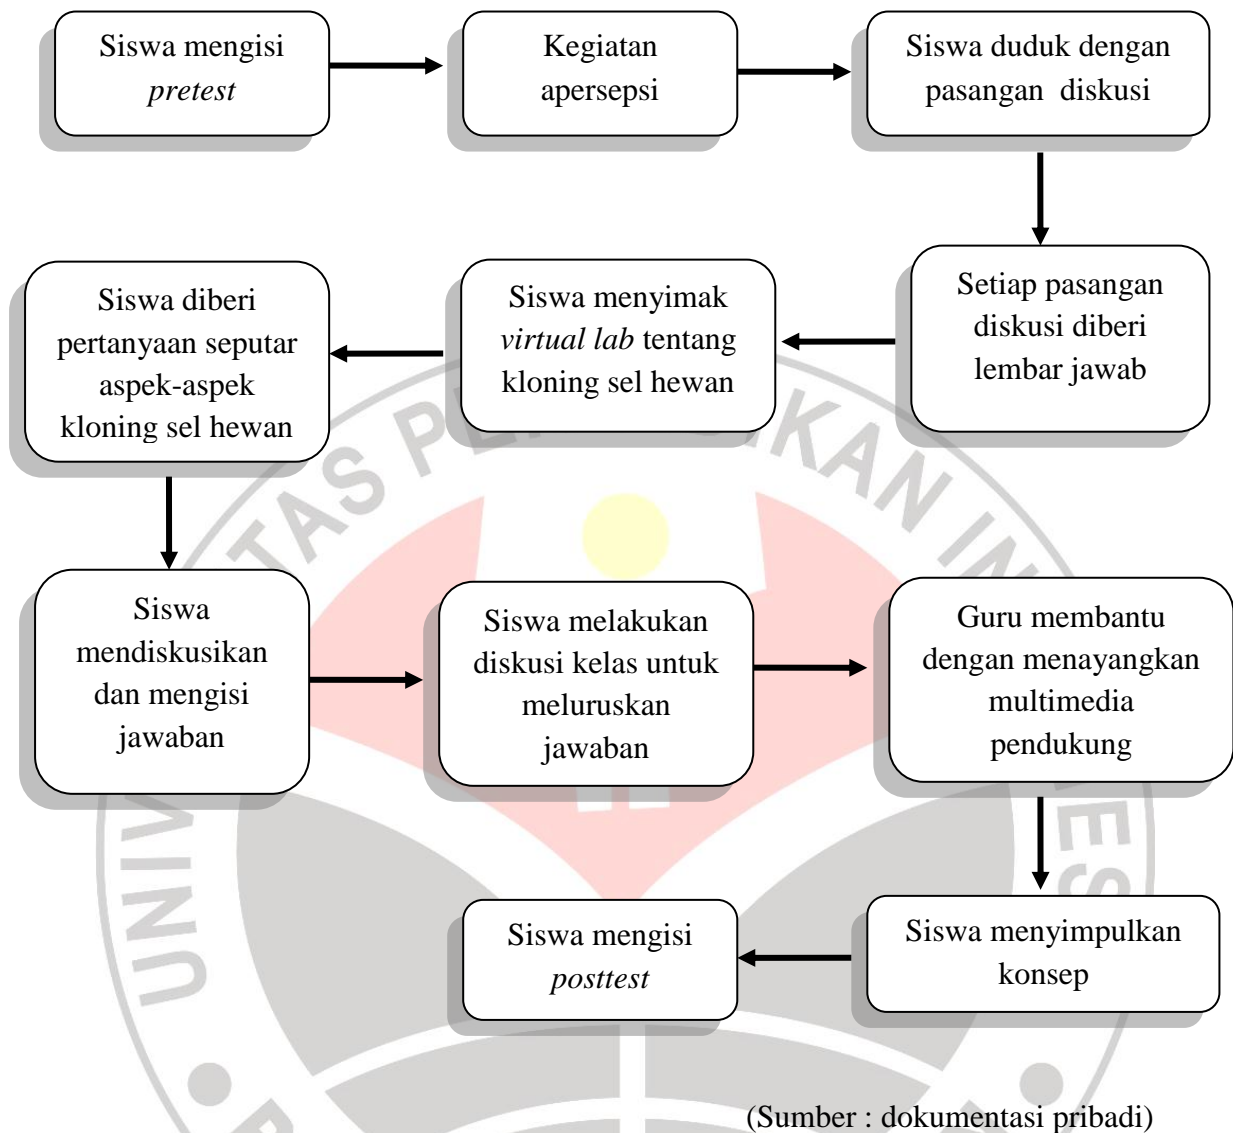 Siswa mengisi
pretest
Kegiatan
apersepsi
Siswa duduk dengan
pasangan diskusi
Setiap pasangan
diskusi diberi
lembar jawab
Siswa menyimak
virtual lab tentang
kloning sel hewan
Siswa diberi
pertanyaan seputar
aspek-aspek
kloning sel hewan
Siswa
mendiskusikan
dan mengisi
jawaban
Siswa melakukan
diskusi kelas untuk
meluruskan
jawaban
Guru membantu
dengan menayangkan
multimedia
pendukung
Siswa menyimpulkan
konsep
Siswa mengisi
posttest
(Sumber : dokumentasi pribadi)